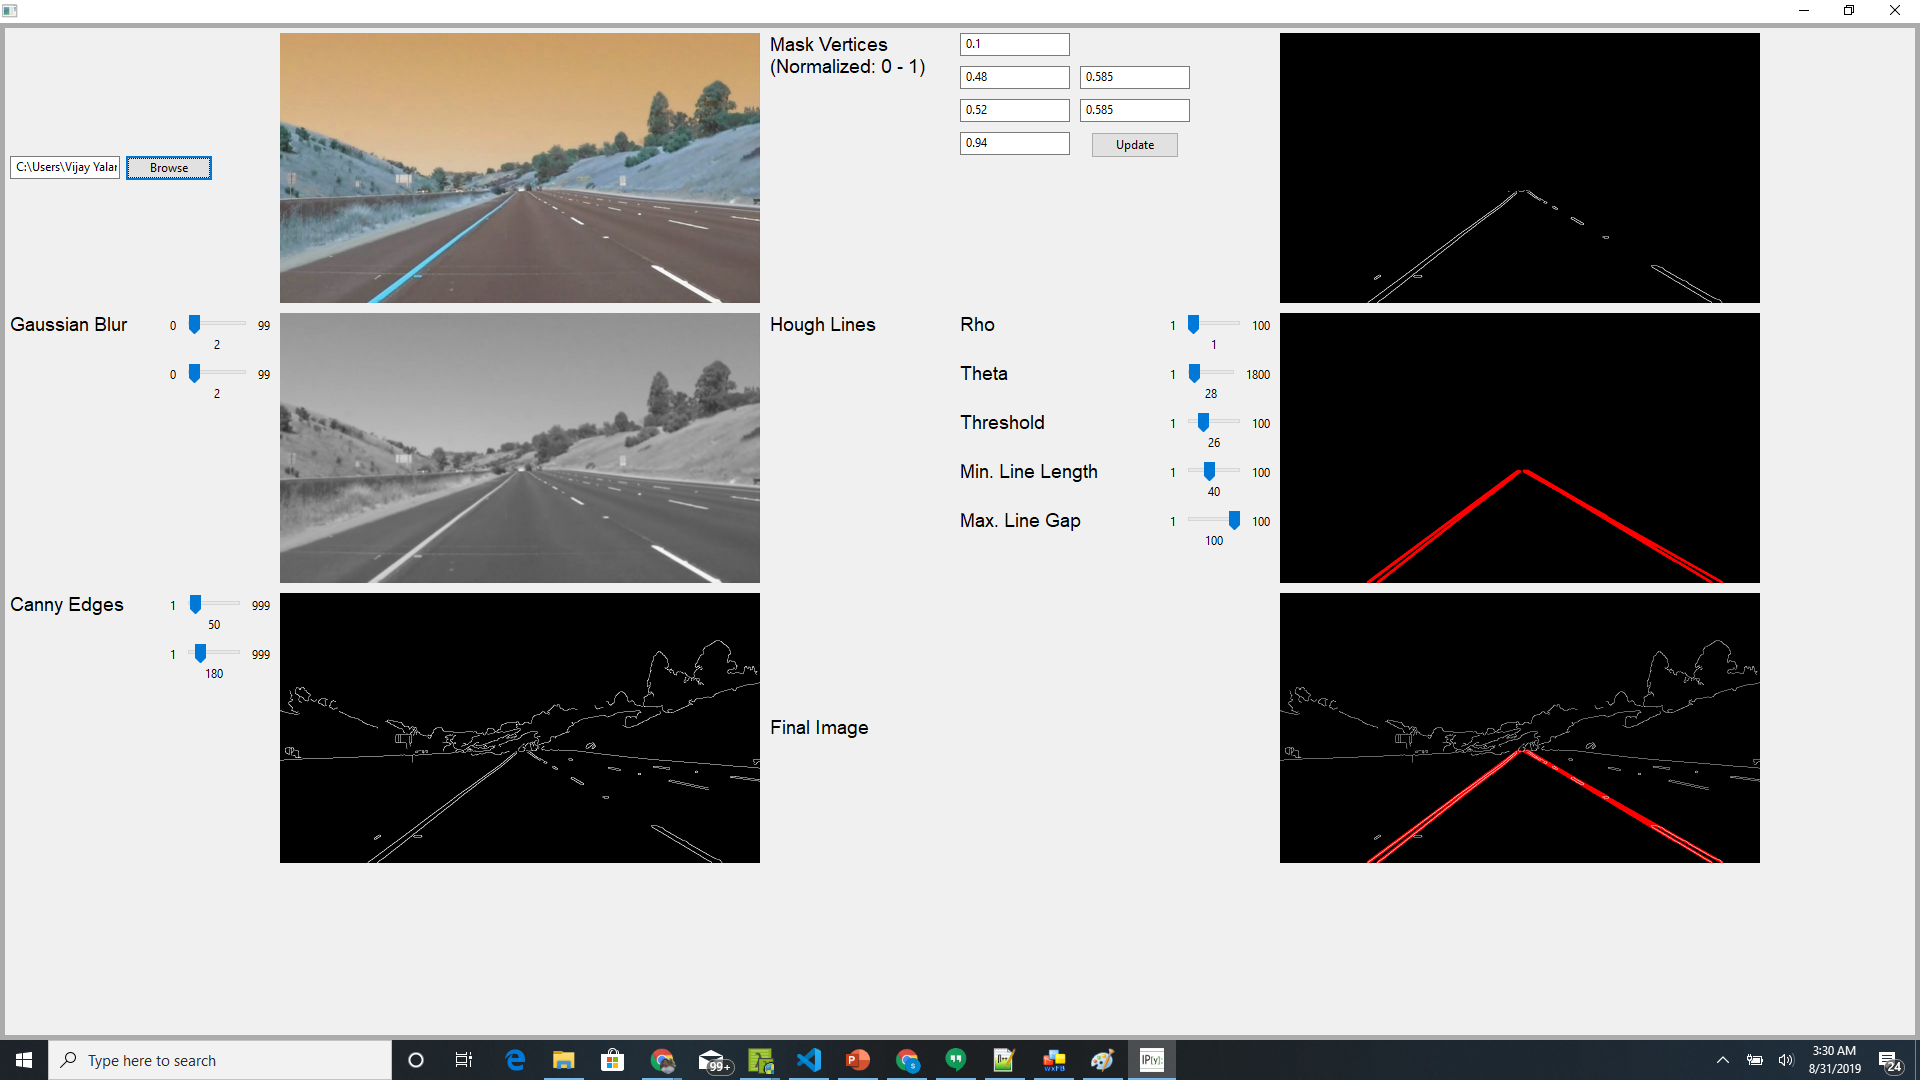 Mask Vertices
(Normalized: 0 - 1)
0.1
0.48 0.585
0.52 0.585
0.94 Update
C:\Users\Vijay Yalar Browse
Gaussian Blur 0 99
2
0 99
2
Hough Lines
Rho 1 100
1
Theta 1 1800
28
Threshold 1 100
26
Min. Line Length 1 100
40
Max. Line Gap 1 100
100
Canny Edges 1 999
50
1 999
180
Final Image
Type here to search
99+
wxFB
IP[y]:
3:30 AM
8/31/2019
24